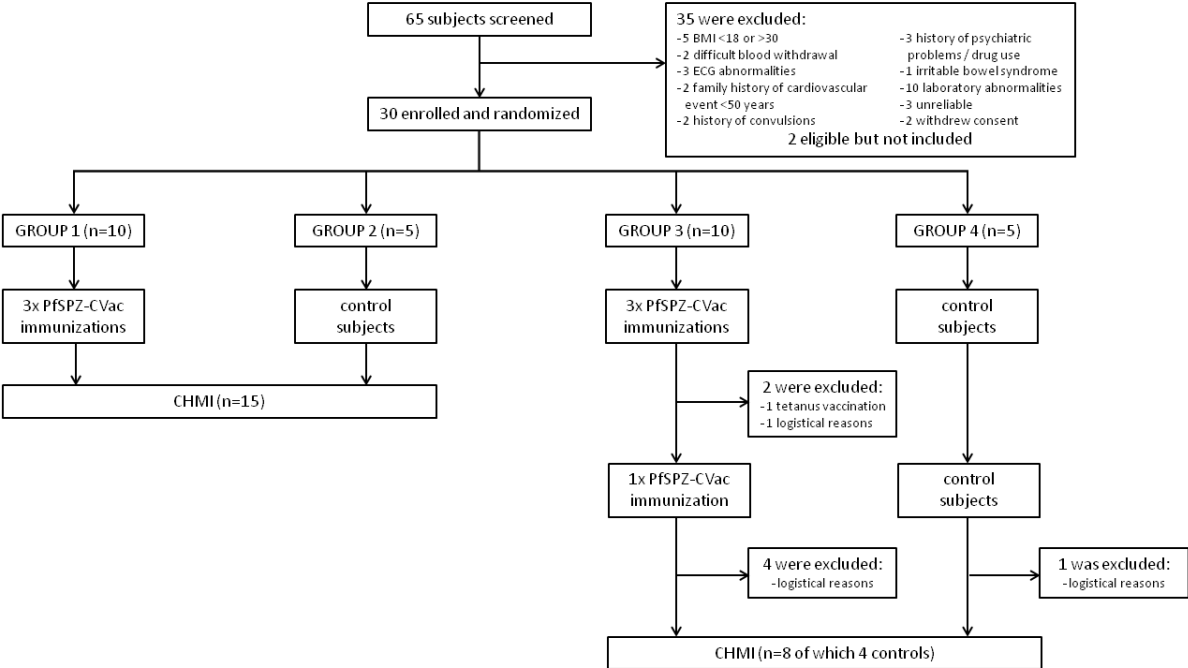 65 subjects screened
35 were excluded:
-5 BMI <18 or >30
-2 difficult blood withdrawal
-3 ECG abnormalities
-2 family history of cardiovascular
event <50 years
-2 history of convulsions
-3 history of psychiatric
problems / drug use
-1 irritable bowel syndrome
-10 laboratory abnormalities
-3 unreliable
-2 withdrew consent
2 eligible but not included
30 enrolled and randomized
GROUP 1 (n=10)
GROUP 2 (n=5)
GROUP 3 (n=10)
GROUP 4 (n=5)
3x PfSPZ-CVac
immunizations
control
subjects
3x PfSPZ-CVac
immunizations
control
subjects
CHMI (n=15)
2 were excluded:
-1 tetanus vaccination
-1 logistical reasons
1x PfSPZ-CVac
immunization
control
subjects
4 were excluded:
-logistical reasons
1 was excluded:
-logistical reasons
CHMI (n=8 of which 4 controls)